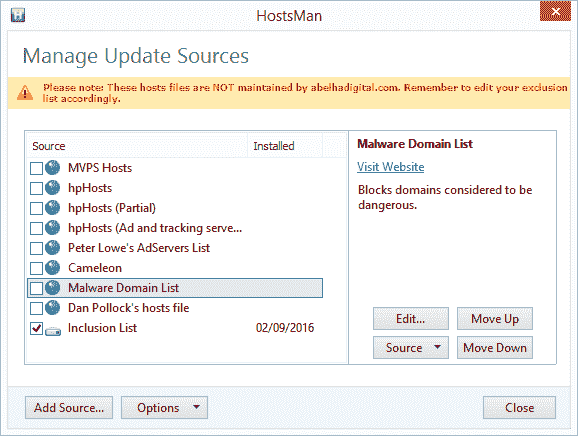 HostsMan
Manage Update Sources
Please note: These hosts files are NOT maintained by abelhadigital.com. Remember to edit your exclusion
list accordingly.
Source Installed
MVPS Hosts
hpHosts
hpHosts (Partial)
hpHosts (Ad and tracking serve...
Peter Lowe's AdServers List
Cameleon
Malware Domain List
Dan Pollock's hosts file
Inclusion List 02/09/2016
Malware Domain List
Visit Website
Blocks domains considered to be
dangerous.
Edit... Move Up
Source Move Down
Add Source... Options Close